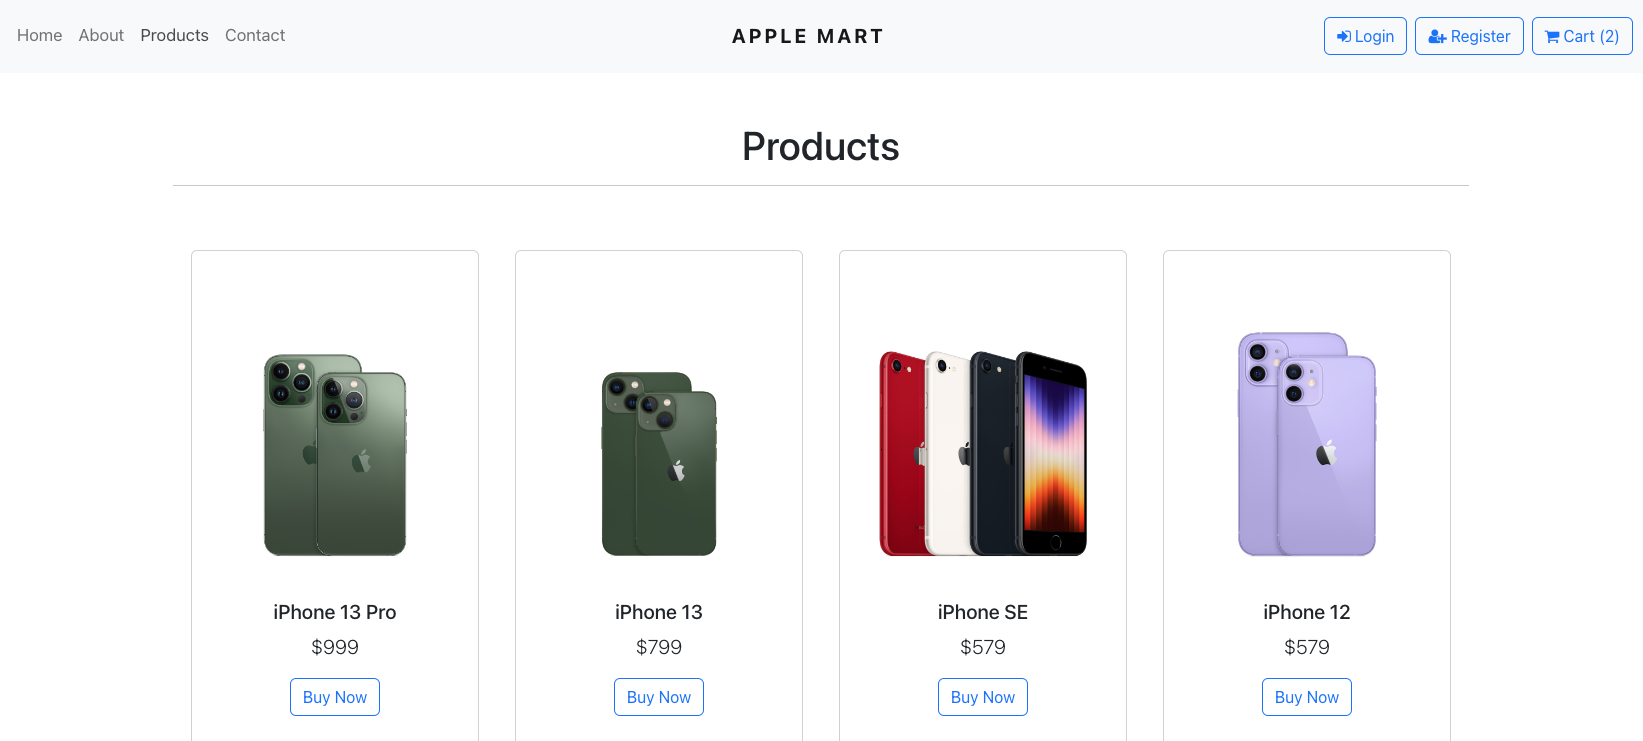 Home About Products Contact APPLE MART Login Register Cart (2)
Products
iPhone 13 Pro iPhone 13 iPhone SE iPhone 12
$999 $799 $579 $579
Buy Now Buy Now Buy Now Buy Now